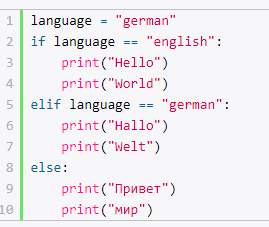 1 language = "german"
2 if language == "english":
3     print("Hello")
4     print("World")
5 elif language == "german":
6     print("Hallo")
7     print("Welt")
8 else:
9     print("Привет")
10     print("мир")